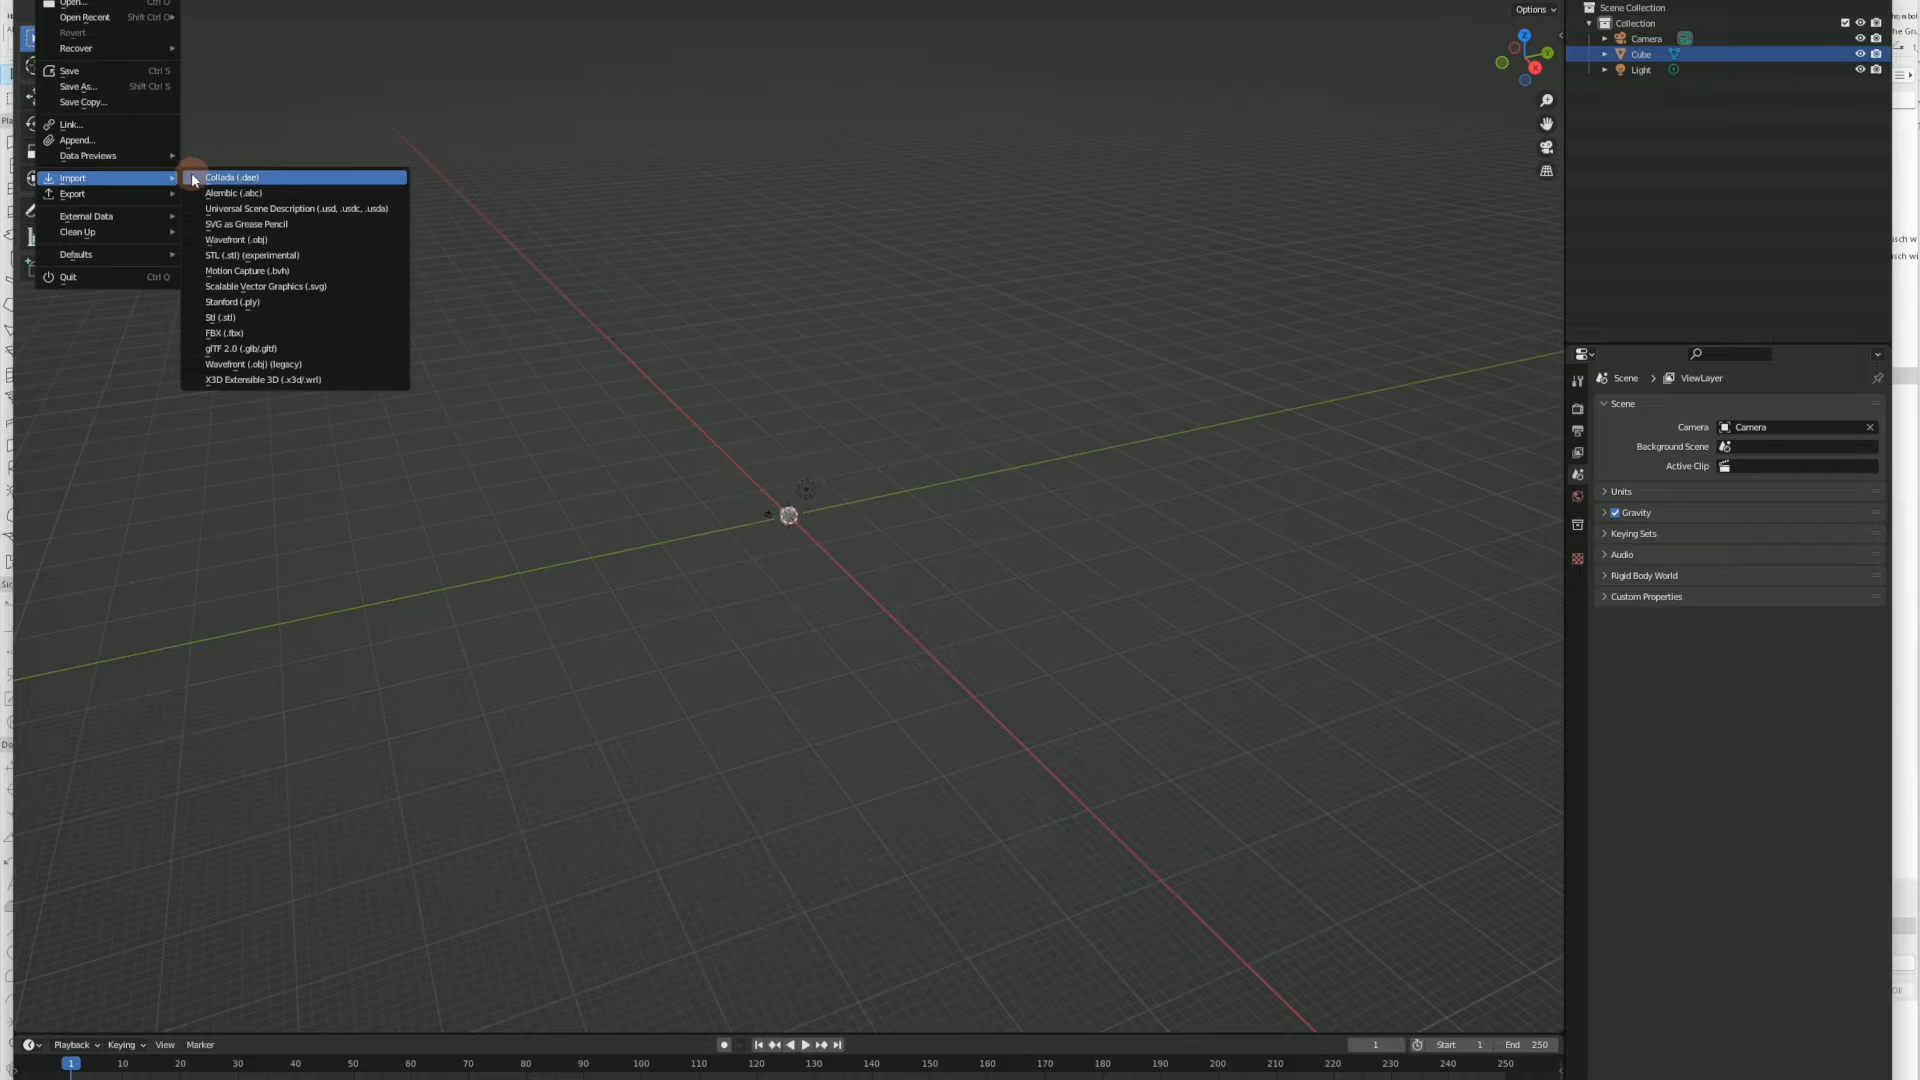 Open... Ctrl O
Open Recent Shift Ctrl O
Revert
Recover
Save Ctrl S
Save As... Shift Ctrl S
Save Copy...
Link...
Append...
Data Previews
Import
Export
External Data
Clean Up
Defaults
Quit Ctrl Q
Collada (.dae)
Alembic (.abc)
Universal Scene Description (.usd, .usdc, .usda)
SVG as Grease Pencil
Wavefront (.obj)
STL (.stl) (experimental)
Motion Capture (.bvh)
Scalable Vector Graphics (.svg)
Stanford (.ply)
Stl (.stl)
FBX (.fbx)
glTF 2.0 (.glb/.gltf)
Wavefront (.obj) (legacy)
X3D Extensible 3D (.x3d/.wrl)
Options
Z
Y
X
Scene Collection
Collection
Camera
Cube
Light
Scene > ViewLayer
Scene
Camera Camera
Background Scene
Active Clip
Units
Gravity
Keying Sets
Audio
Rigid Body World
Custom Properties
Playback Keying View Marker
1 Start 1 End 250
1 10 20 30 40 50 60 70 80 90 100 110 120 130 140 150 160 170 180 190 200 210 220 230 240 250